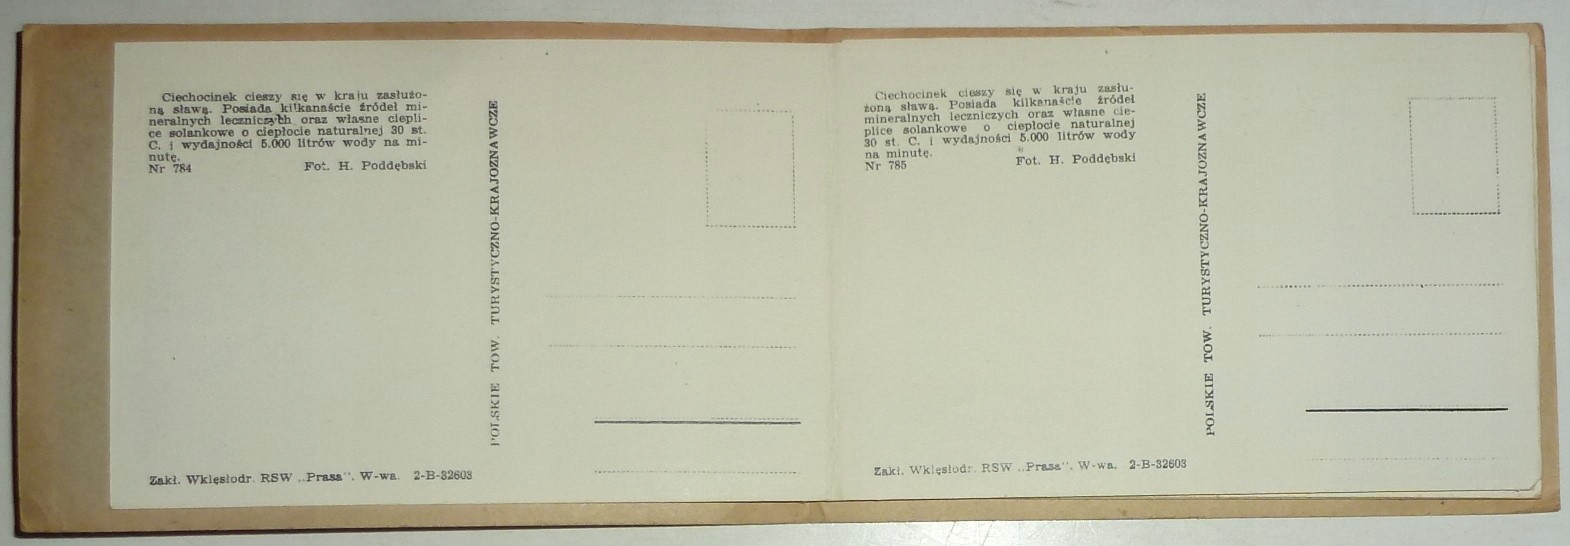 Ciechocinek cieszy się w kraju zasłużo-
ną sławą. Posiada kilkanaście źródeł mi-
neralnych leczniczych oraz własne ciepli-
ce solankowe o ciepłocie naturalnej 30 st.
C. i wydajności 5.000 litrów wody na mi-
nutę.
Nr 784 Fot. H. Poddębski
POLSKIE TOW. TURYSTYCZNO-KRAJOZNAWCZE
Zakł. Wklęsłodr. RSW „Prasa”. W-wa. 2-B-32603
Ciechocinek cieszy się w kraju zasłu-
żoną sławą. Posiada kilkanaście źródeł
mineralnych leczniczych oraz własne cie-
plice solankowe o ciepłocie naturalnej
30 st. C. i wydajności 5.000 litrów wody
na minutę.
Nr 785 Fot. H. Poddębski
POLSKIE TOW. TURYSTYCZNO-KRAJOZNAWCZE
Zakł. Wklęsłodr. RSW „Prasa”. W-wa. 2-B-32603